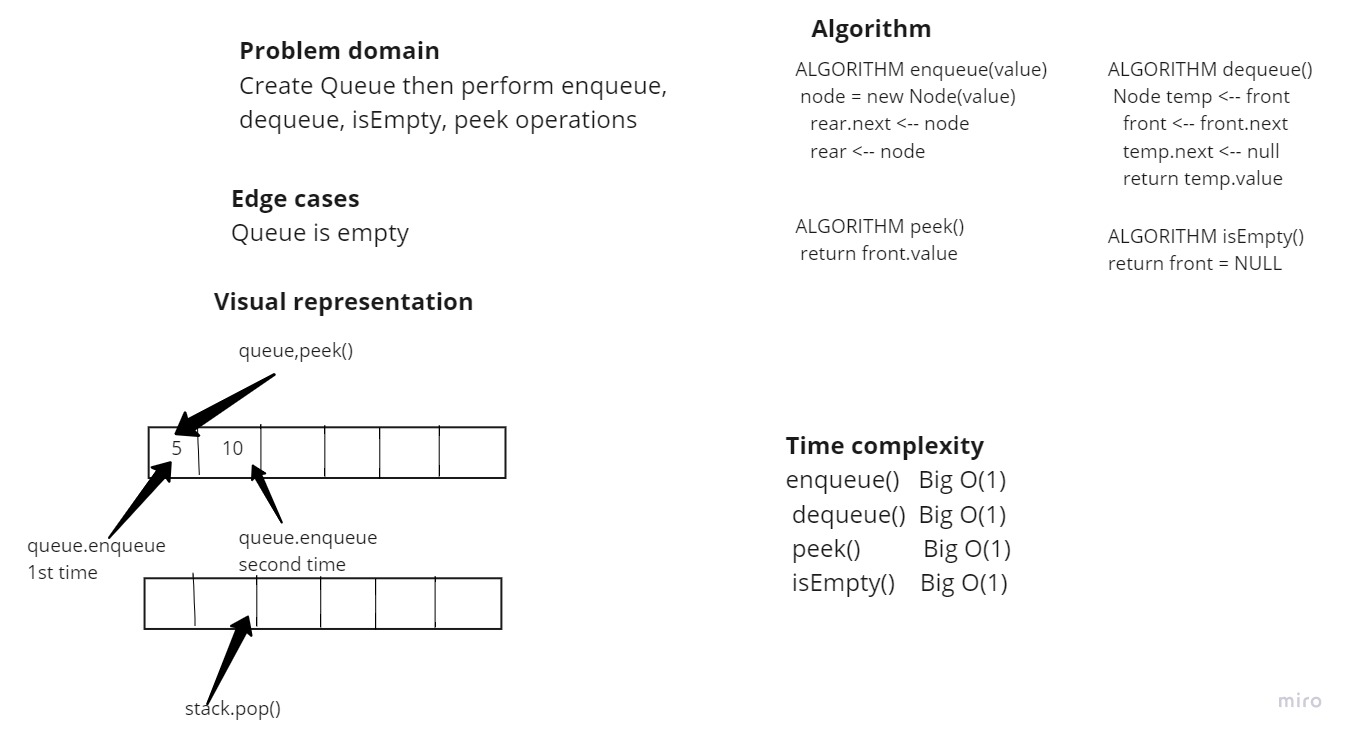 Problem domain
Create Queue then perform enqueue,
dequeue, isEmpty, peek operations
Edge cases
Queue is empty
Visual representation
queue,peek()
5
10
queue.enqueue
1st time
queue.enqueue
second time
stack.pop()
Algorithm
ALGORITHM enqueue(value)
node = new Node(value)
rear.next <-- node
rear <-- node
ALGORITHM dequeue()
Node temp <-- front
front <-- front.next
temp.next <-- null
return temp.value
ALGORITHM peek()
return front.value
ALGORITHM isEmpty()
return front = NULL
Time complexity
enqueue() Big O(1)
dequeue() Big O(1)
peek() Big O(1)
isEmpty() Big O(1)
miro